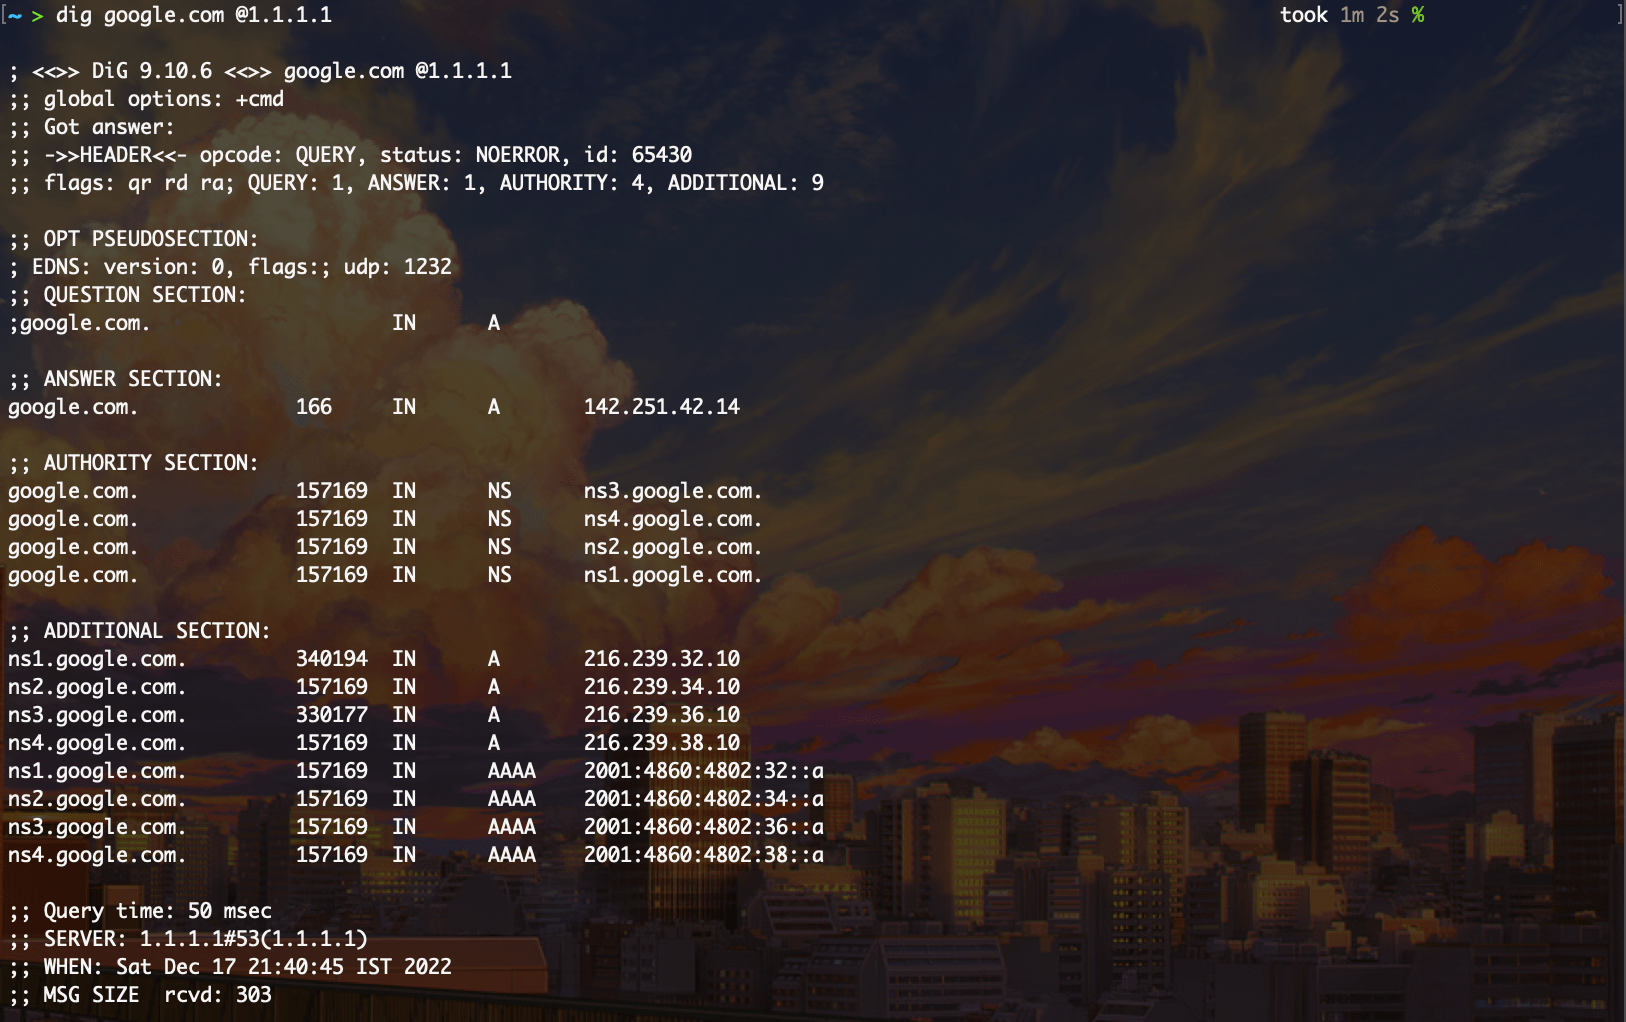 [~ > dig google.com @1.1.1.1 took 1m 2s % ]
; <<>> DiG 9.10.6 <<>> google.com @1.1.1.1
;; global options: +cmd
;; Got answer:
;; ->>HEADER<<- opcode: QUERY, status: NOERROR, id: 65430
;; flags: qr rd ra; QUERY: 1, ANSWER: 1, AUTHORITY: 4, ADDITIONAL: 9
;; OPT PSEUDOSECTION:
; EDNS: version: 0, flags:; udp: 1232
;; QUESTION SECTION:
;google.com. IN A
;; ANSWER SECTION:
google.com. 166 IN A 142.251.42.14
;; AUTHORITY SECTION:
google.com. 157169 IN NS ns3.google.com.
google.com. 157169 IN NS ns4.google.com.
google.com. 157169 IN NS ns2.google.com.
google.com. 157169 IN NS ns1.google.com.
;; ADDITIONAL SECTION:
ns1.google.com. 340194 IN A 216.239.32.10
ns2.google.com. 157169 IN A 216.239.34.10
ns3.google.com. 330177 IN A 216.239.36.10
ns4.google.com. 157169 IN A 216.239.38.10
ns1.google.com. 157169 IN AAAA 2001:4860:4802:32::a
ns2.google.com. 157169 IN AAAA 2001:4860:4802:34::a
ns3.google.com. 157169 IN AAAA 2001:4860:4802:36::a
ns4.google.com. 157169 IN AAAA 2001:4860:4802:38::a
;; Query time: 50 msec
;; SERVER: 1.1.1.1#53(1.1.1.1)
;; WHEN: Sat Dec 17 21:40:45 IST 2022
;; MSG SIZE rcvd: 303